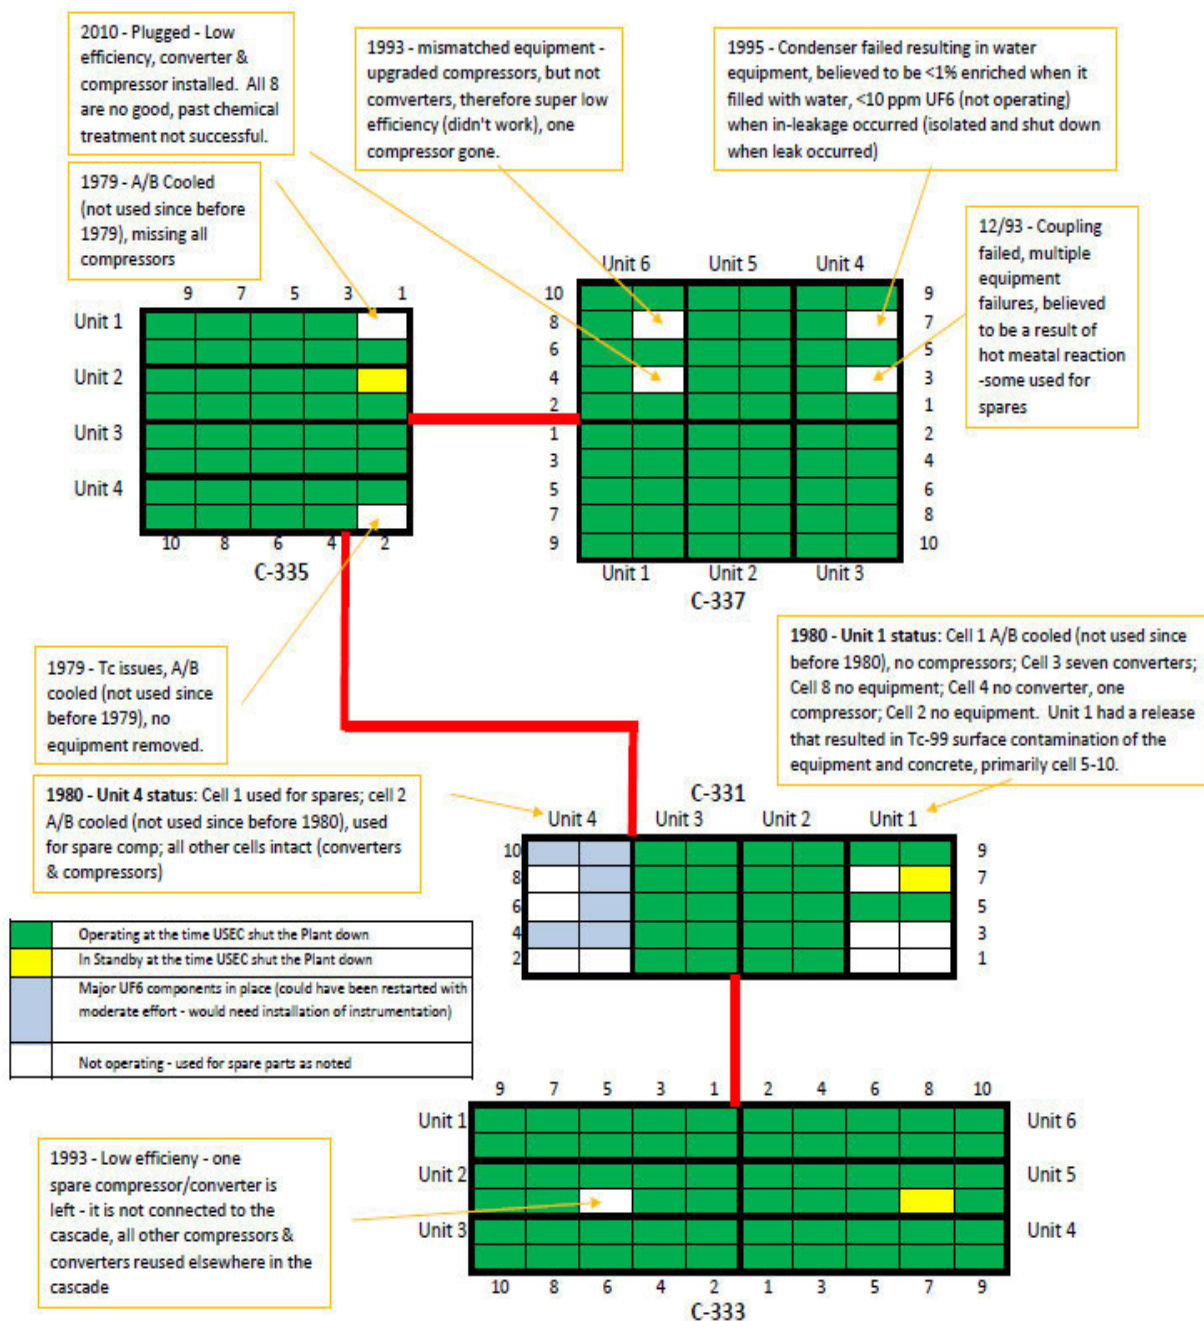 2010 - Plugged - Low
efficiency, converter &
compressor installed.  All 8
are no good, past chemical
treatment not successful.
1993 - mismatched equipment -
upgraded compressors, but not
comverters, therefore super low
efficiency (didn't work), one
compressor gone.
1995 - Condenser failed resulting in water
equipment, believed to be <1% enriched when it
filled with water, <10 ppm UF6 (not operating)
when in-leakage occurred (isolated and shut down
when leak occurred)
1979 - A/B Cooled
(not used since before
1979), missing all
compressors
12/93 - Coupling
failed, multiple
equipment
failures, believed
to be a result of
hot meatal reaction
-some used for
spares
9 7 5 3 1
Unit 1
Unit 2
Unit 3
Unit 4
10 8 6 4 2
C-335
Unit 6 Unit 5 Unit 4
10 9
8 7
6 5
4 3
2 1
1 2
3 4
5 6
7 8
9 10
Unit 1 Unit 2 Unit 3
C-337
1979 - Tc issues, A/B
cooled (not used since
before 1979), no
equipment removed.
1980 - Unit 1 status: Cell 1 A/B cooled (not used since
before 1980), no compressors; Cell 3 seven converters;
Cell 8 no equipment; Cell 4 no converter, one
compressor; Cell 2 no equipment.  Unit 1 had a release
that resulted in Tc-99 surface contamination of the
equipment and concrete, primarily cell 5-10.
1980 - Unit 4 status: Cell 1 used for spares; cell 2
A/B cooled (not used since before 1980), used
for spare comp; all other cells intact (converters
& compressors)
C-331
Unit 4 Unit 3 Unit 2 Unit 1
10 9
8 7
6 5
4 3
2 1
Operating at the time USEC shut the Plant down
In Standby at the time USEC shut the Plant down
Major UF6 components in place (could have been restarted with
moderate effort - would need installation of instrumentation)
Not operating - used for spare parts as noted
9 7 5 3 1 2 4 6 8 10
Unit 1 Unit 6
Unit 2 Unit 5
Unit 3 Unit 4
10 8 6 4 2 1 3 5 7 9
C-333
1993 - Low efficieny - one
spare compressor/converter is
left - it is not connected to the
cascade, all other compressors &
converters reused elsewhere in the
cascade